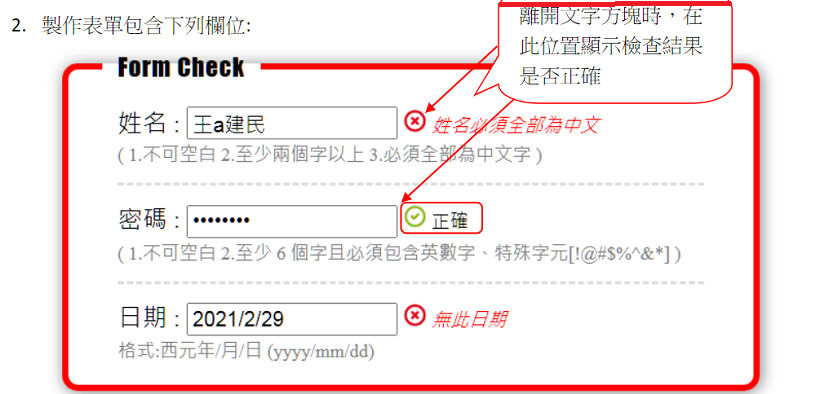 2. 製作表單包含下列欄位:
離開文字方塊時，在
此位置顯示檢查結果
是否正確
Form Check
姓名 : 王a建民 姓名必須全部為中文
( 1.不可空白 2.至少兩個字以上 3.必須全部為中文字 )
密碼 : •••••••• 正確
( 1.不可空白 2.至少 6 個字且必須包含英數字、特殊字元[!@#$%^&*] )
日期 : 2021/2/29 無此日期
格式:西元年/月/日 (yyyy/mm/dd)